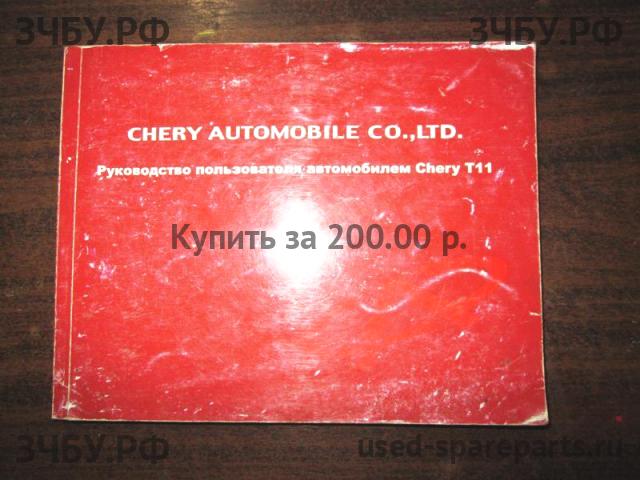 ЗЧБУ.РФ
ЗЧБУ.РФ
CHERY AUTOMOBILE CO.,LTD.
Руководство пользователя автомобилем Chery T11
Купить за 200.00 р.
ЗЧБУ.РФ
used-spareparts.ru